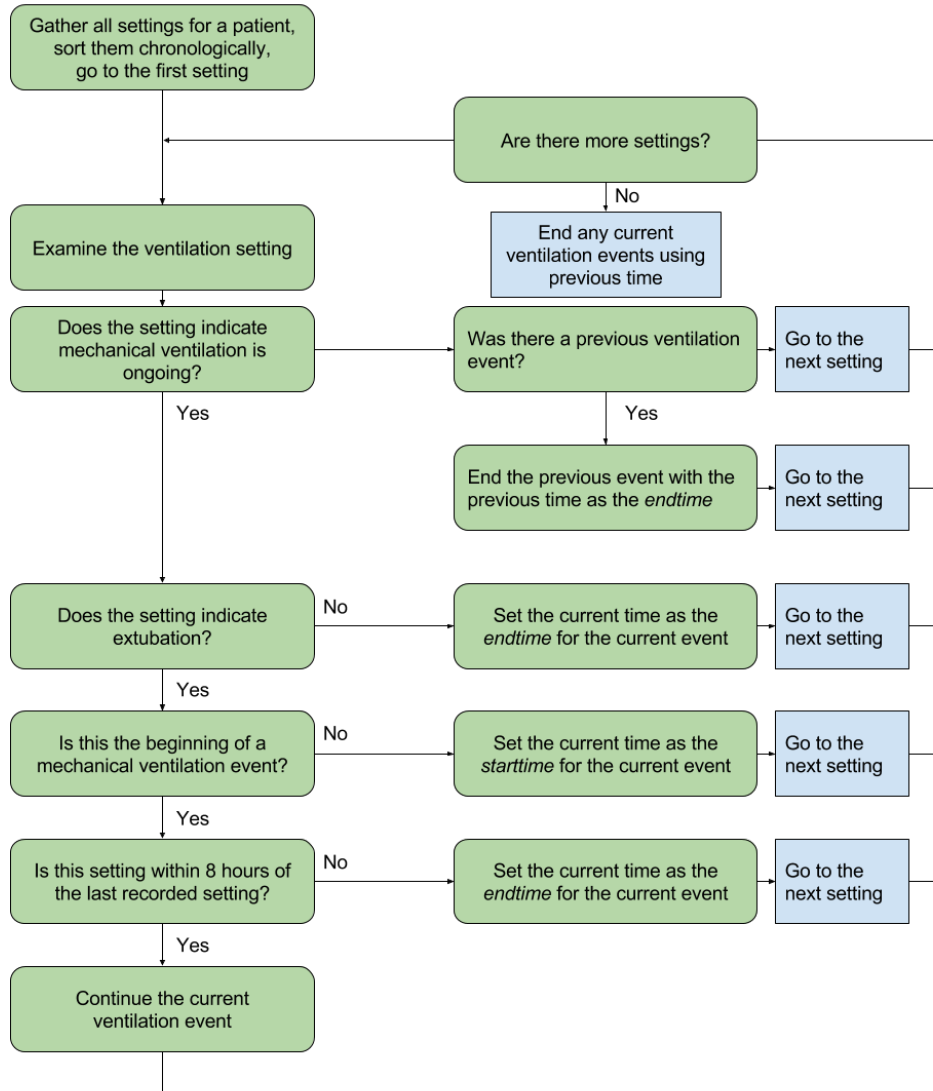 Gather all settings for a patient,
sort them chronologically,
go to the first setting
Are there more settings?
No
Examine the ventilation setting
End any current
ventilation events using
previous time
Does the setting indicate
mechanical ventilation is
ongoing?
Was there a previous ventilation
event?
Go to the
next setting
Yes
Yes
End the previous event with the
previous time as the endtime
Go to the
next setting
Does the setting indicate
extubation?
No
Set the current time as the
endtime for the current event
Go to the
next setting
Yes
Is this the beginning of a
mechanical ventilation event?
No
Set the current time as the
starttime for the current event
Go to the
next setting
Yes
Is this setting within 8 hours of
the last recorded setting?
No
Set the current time as the
endtime for the current event
Go to the
next setting
Yes
Continue the current
ventilation event